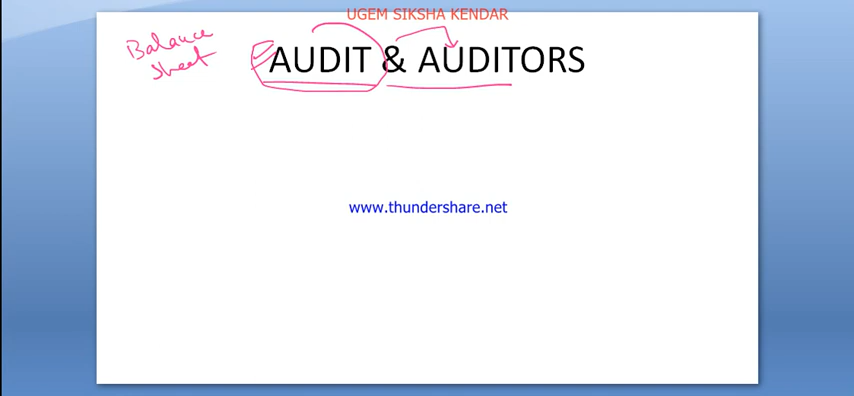 UGEM SIKSHA KENDAR
Balance
Sheet
AUDIT & AUDITORS
www.thundershare.net